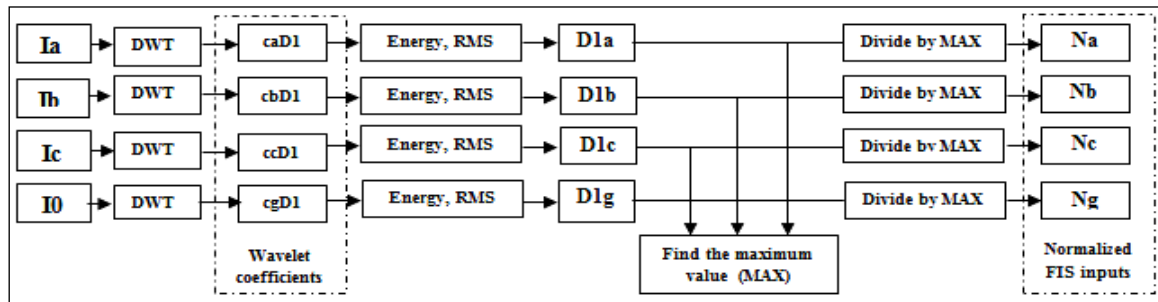 Ia DWT caD1 Energy, RMS D1a Divide by MAX Na
Ib DWT cbD1 Energy, RMS D1b Divide by MAX Nb
Ic DWT ccD1 Energy, RMS D1c Divide by MAX Nc
I0 DWT cgD1 Energy, RMS D1g Divide by MAX Ng
Wavelet
coefficients
Find the maximum
value (MAX)
Normalized
FIS inputs